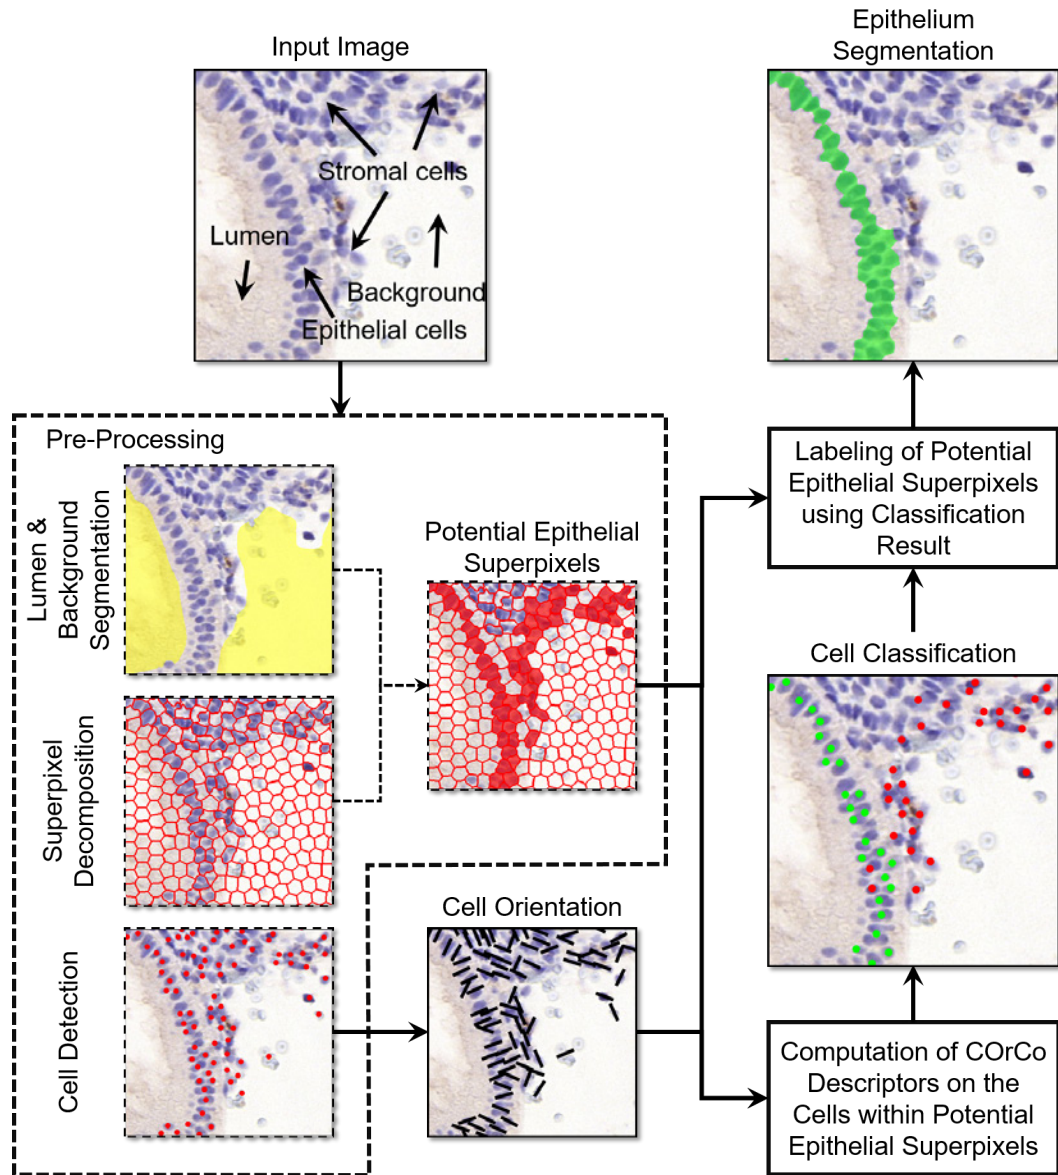 Input Image
Stromal cells
Lumen
Background
Epithelial cells
Pre-Processing
Lumen &
Background
Segmentation
Superpixel
Decomposition
Cell Detection
Potential Epithelial
Superpixels
Cell Orientation
Epithelium
Segmentation
Labeling of Potential
Epithelial Superpixels
using Classification
Result
Cell Classification
Computation of COrCo
Descriptors on the
Cells within Potential
Epithelial Superpixels